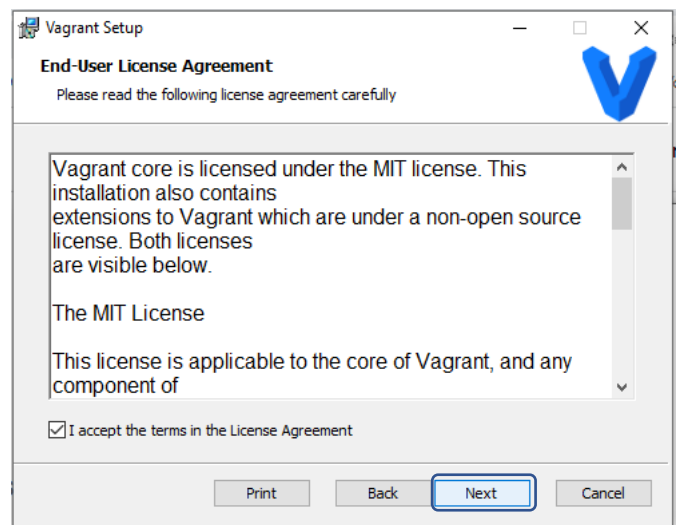 Vagrant Setup
End-User License Agreement
Please read the following license agreement carefully
Vagrant core is licensed under the MIT license. This
installation also contains
extensions to Vagrant which are under a non-open source
license. Both licenses
are visible below.
The MIT License
This license is applicable to the core of Vagrant, and any
component of
I accept the terms in the License Agreement
Print Back Next Cancel